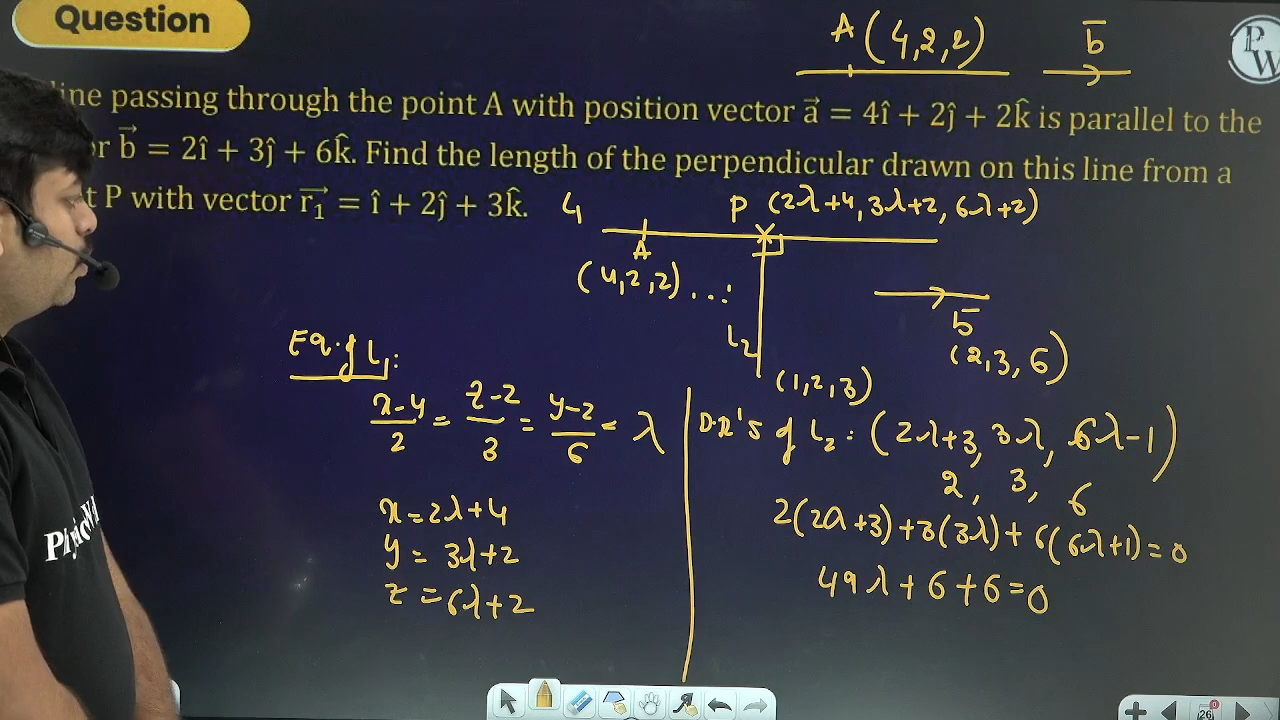 Question
A(4,2,2) b̄
PW
line passing through the point A with position vector a⃗ = 4î + 2ĵ + 2k̂ is parallel to the
b⃗ = 2î + 3ĵ + 6k̂. Find the length of the perpendicular drawn on this line from a
P with vector r₁⃗ = î + 2ĵ + 3k̂.
P (2λ+4, 3λ+2, 6λ+2)
A
(4,2,2) ...
b̄
(2,3,6)
L₂
(1,2,3)
Eq. of L₁:
x-4/2 = z-2/3 = y-2/6 = λ
x=2λ+4
y = 3λ+2
z = 6λ+2
D.R's of L₂: (2λ+3, 3λ, 6λ-1)
2, 3, 6
2(2λ+3)+3(3λ)+6(6λ+1)=0
49λ+6+6=0
26